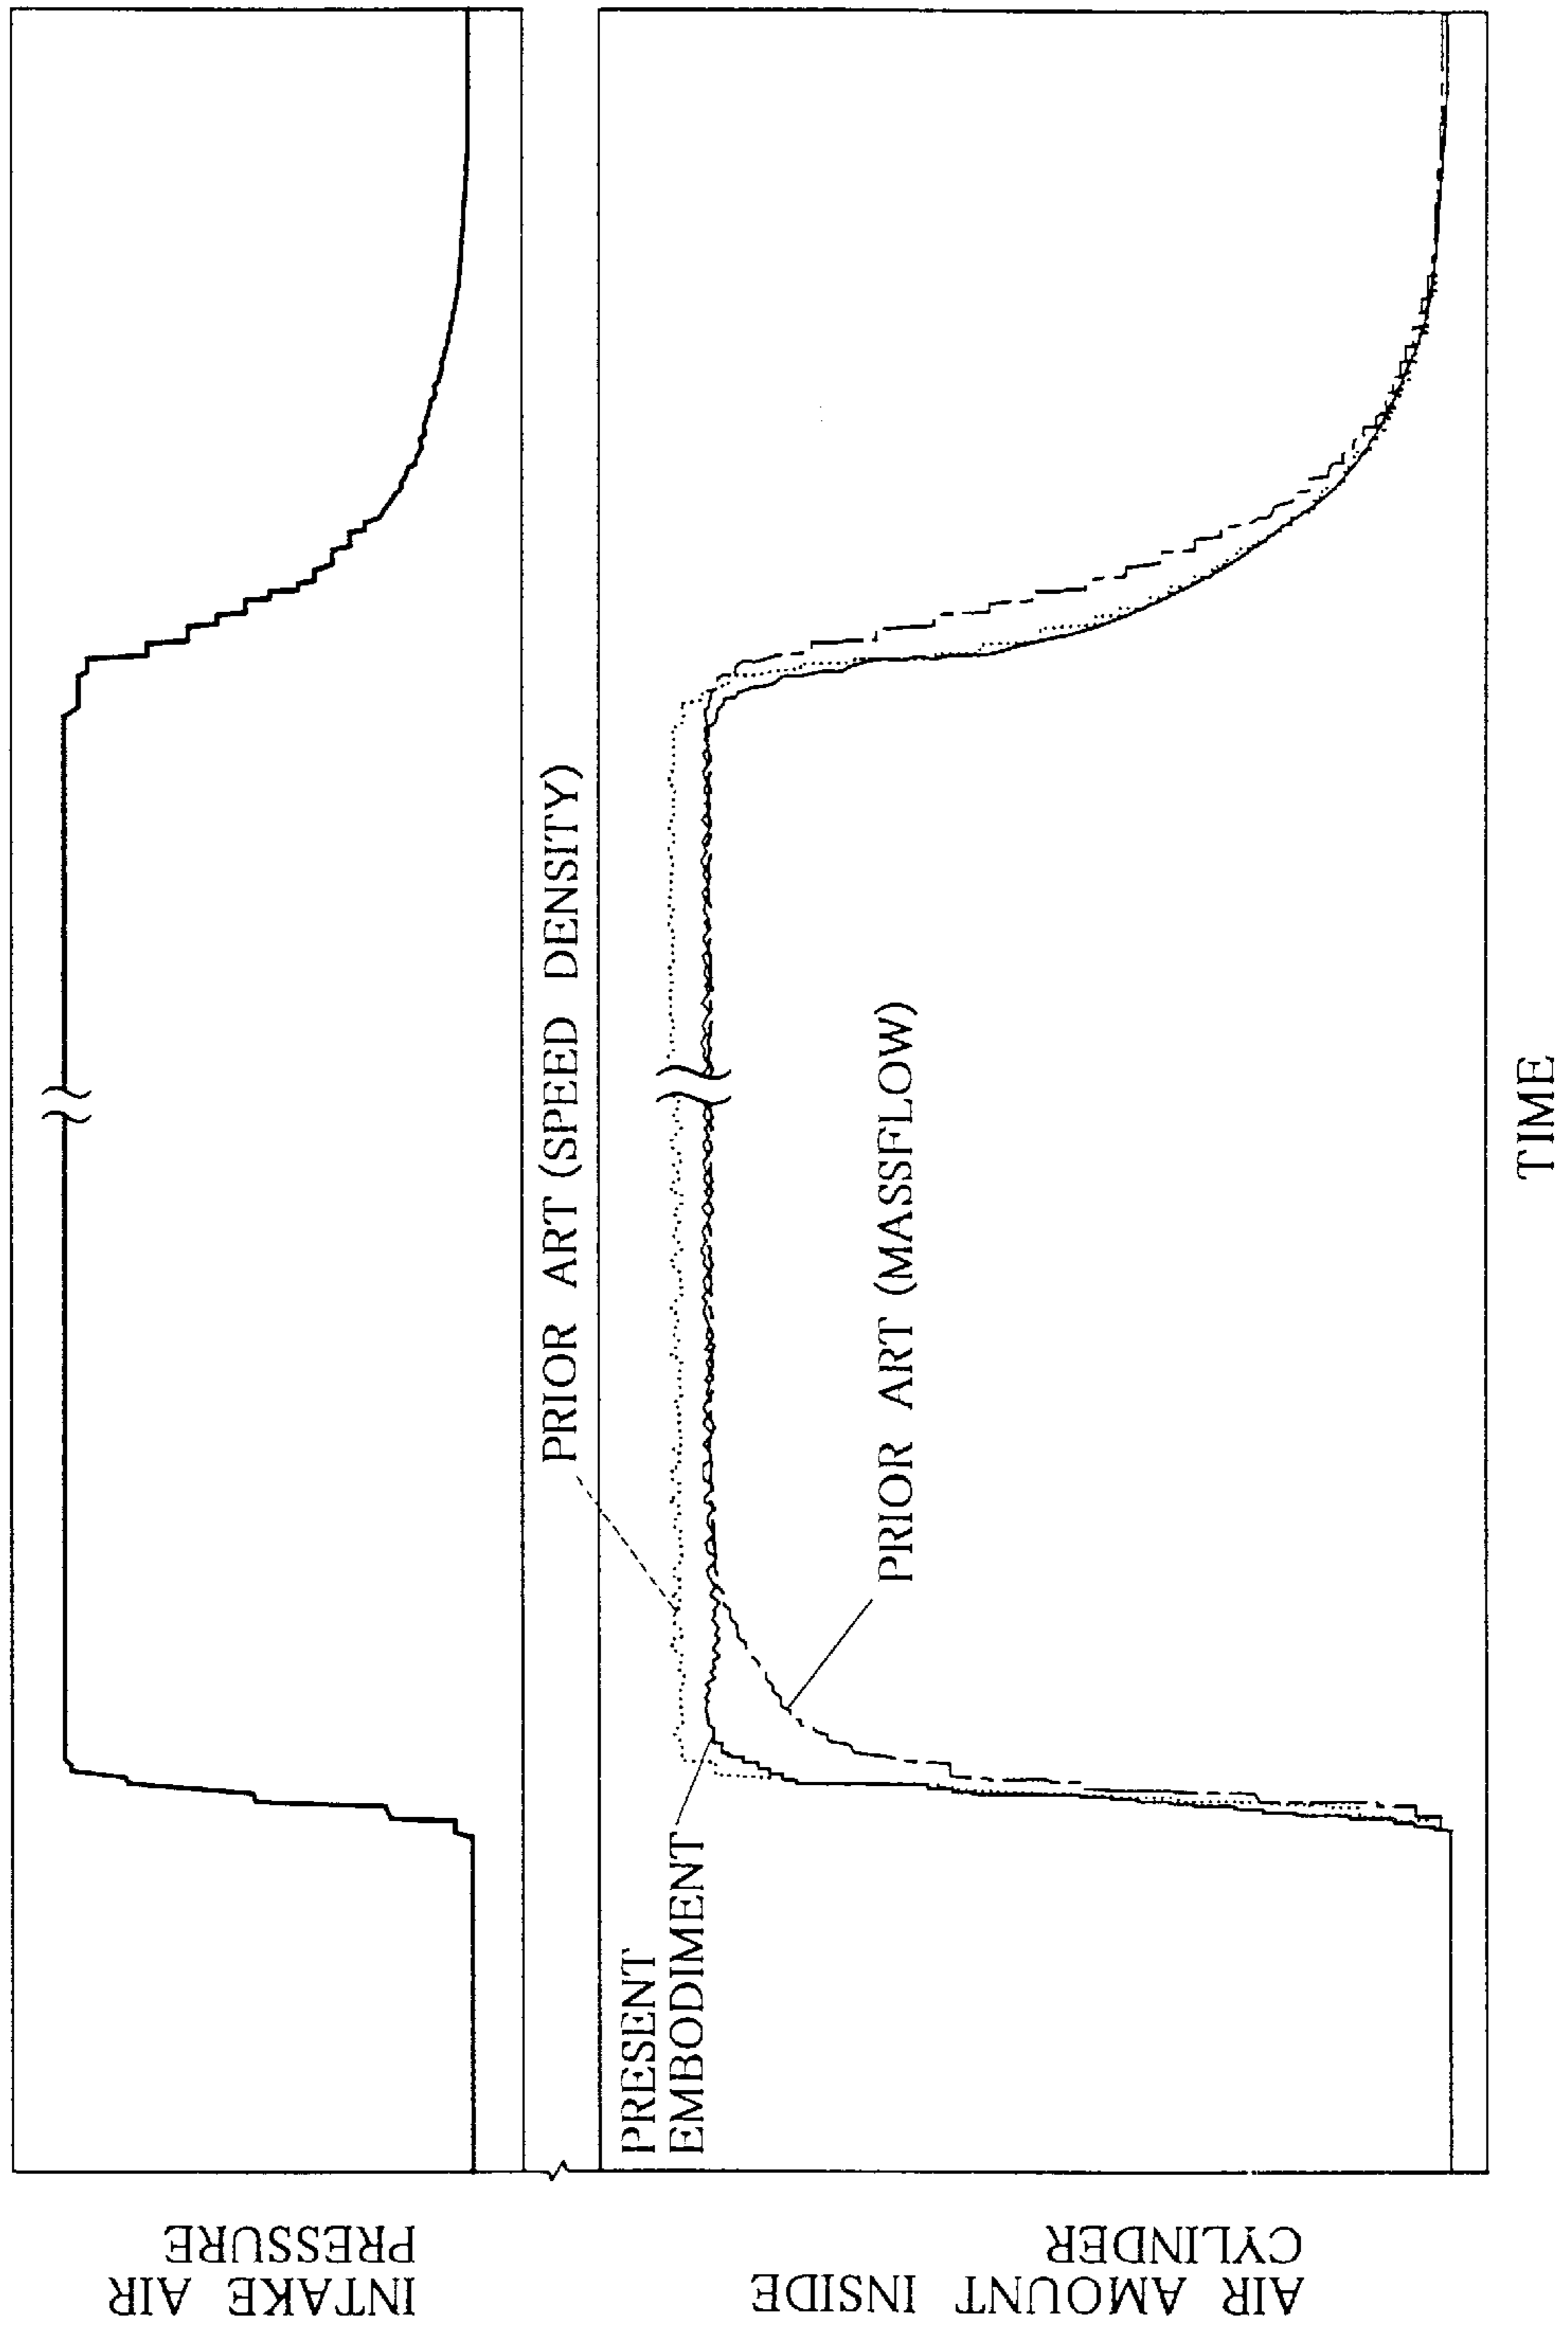 INTAKE AIR
PRESSURE
PRIOR ART (SPEED DENSITY)
PRESENT
EMBODIMENT
PRIOR ART (MASSFLOW)
AIR AMOUNT INSIDE
CYLINDER
TIME